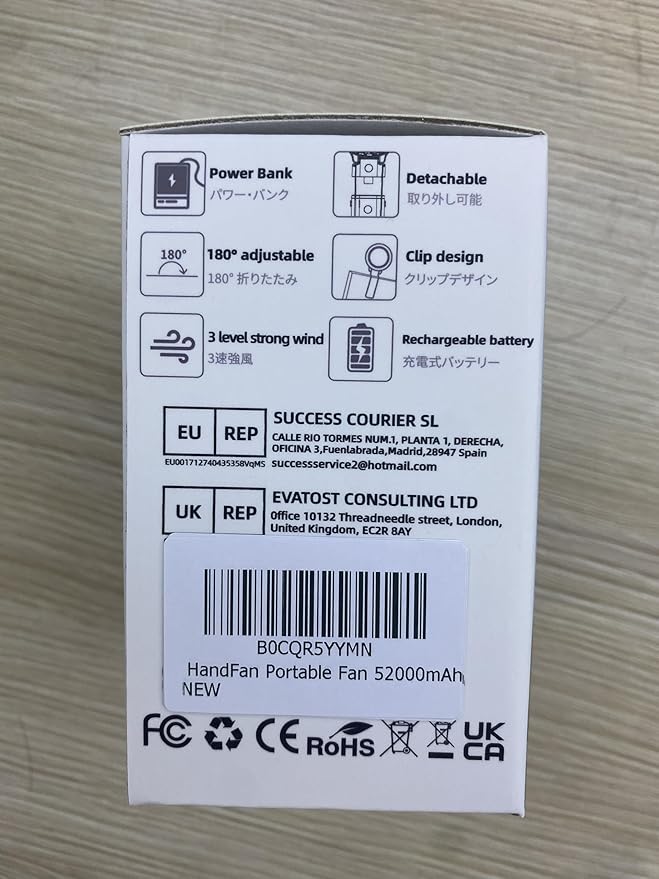 Power Bank
パワー・バンク
Detachable
取り外し可能
180°
180° adjustable
180° 折りたたみ
Clip design
クリップデザイン
3 level strong wind
3速強風
Rechargeable battery
充電式バッテリー
EU REP
SUCCESS COURIER SL
CALLE RIO TORMES NUM.1, PLANTA 1, DERECHA,
OFICINA 3,Fuenlabrada,Madrid,28947 Spain
EU001712740435358VqMS
successservice2@hotmail.com
UK REP
EVATOST CONSULTING LTD
Office 10132 Threadneedle street, London,
United Kingdom, EC2R 8AY
B0CQR5YYMN
HandFan Portable Fan 52000mAh
NEW
FC CE RoHS UK
CA